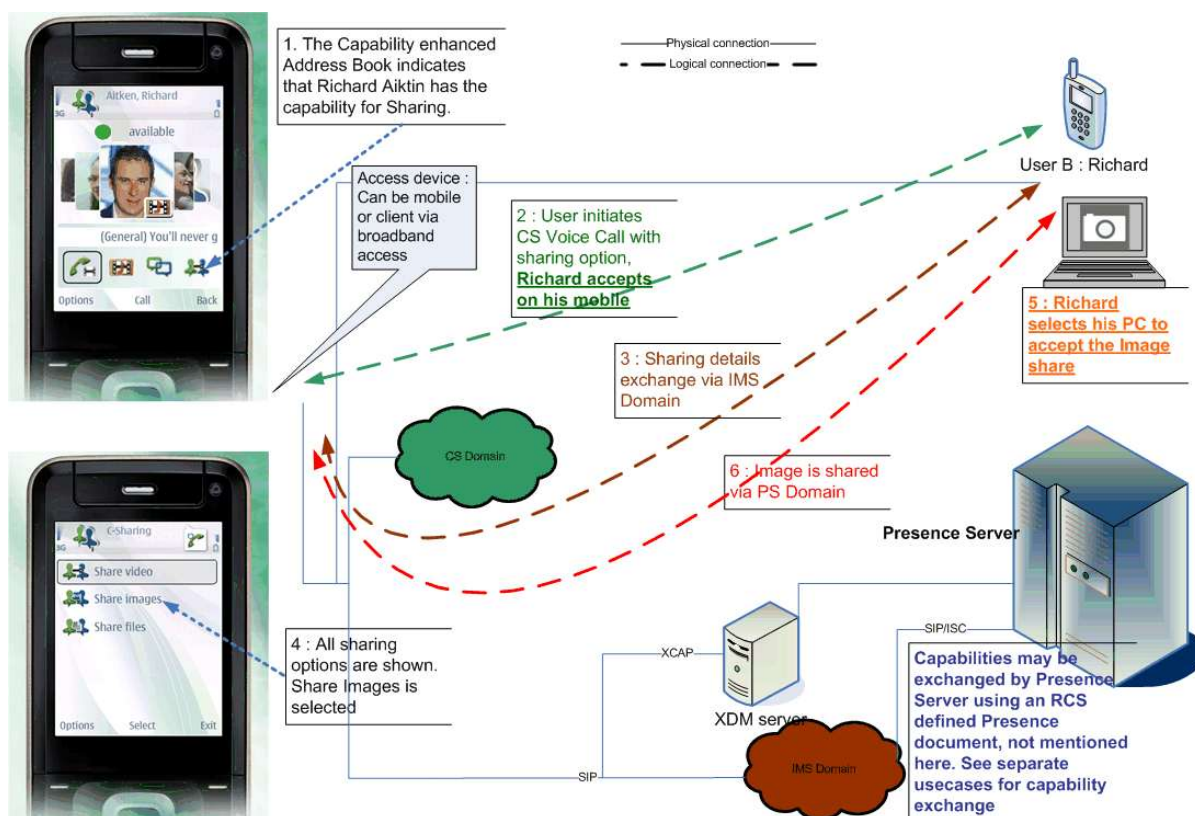 1. The Capability enhanced
Address Book indicates
that Richard Aiktin has the
capability for Sharing.
Physical connection
Logical connection
3G
Aitken, Richard
available
(General) You'll never g
Options
Call
Back
Access device :
Can be mobile
or client via
broadband
access
2 : User initiates
CS Voice Call with
sharing option,
Richard accepts
on his mobile
User B : Richard
5 : Richard
selects his PC to
accept the Image
share
3 : Sharing details
exchange via IMS
Domain
CS Domain
6 : Image is shared
via PS Domain
Presence Server
3G
C-Sharing
Share video
Share images
Share files
Options
Select
Exit
4 : All sharing
options are shown.
Share Images is
selected
XCAP
XDM server
SIP
IMS Domain
SIP/ISC
Capabilities may be
exchanged by Presence
Server using an RCS
defined Presence
document, not mentioned
here. See separate
usecases for capability
exchange